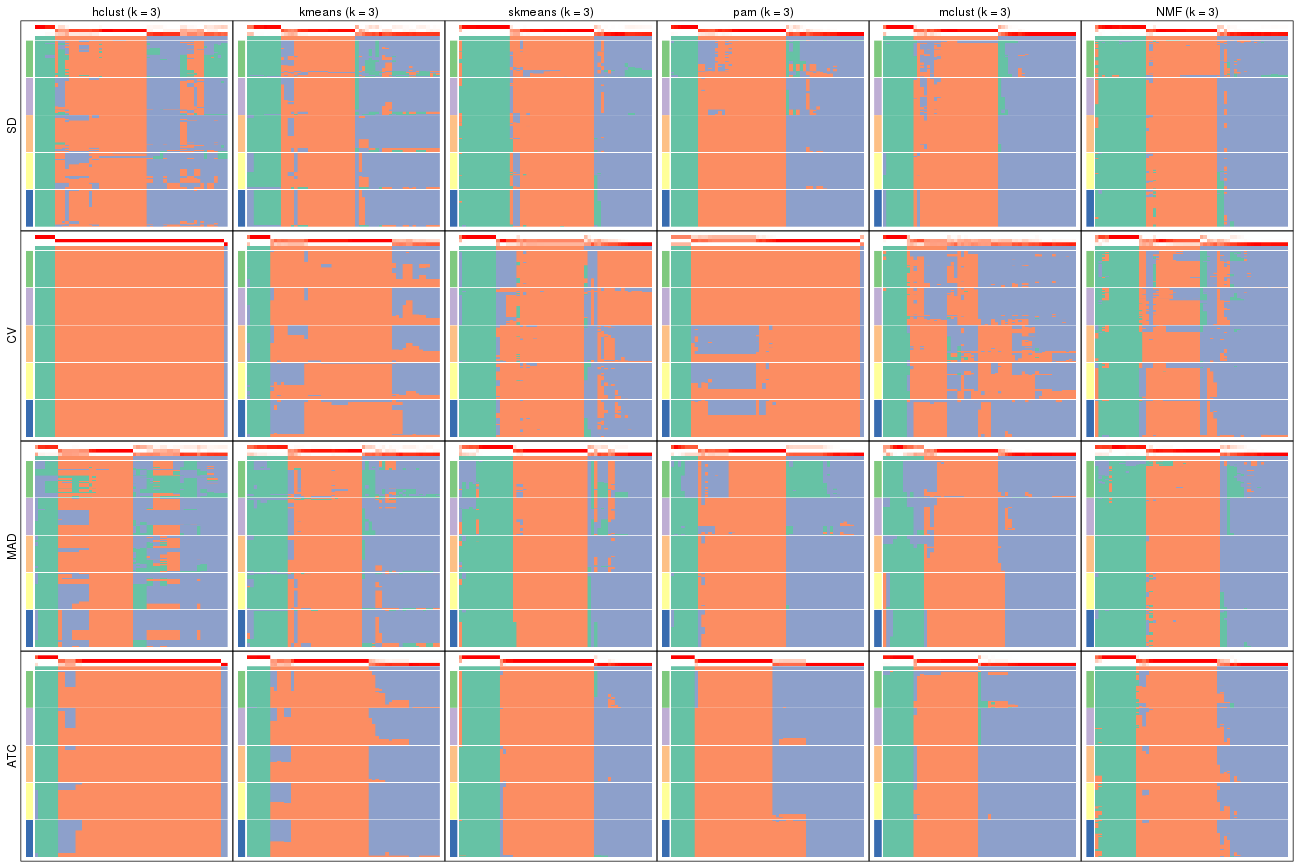 hclust (k = 3) kmeans (k = 3) skmeans (k = 3) pam (k = 3) mclust (k = 3) NMF (k = 3)
SD
CV
MAD
ATC